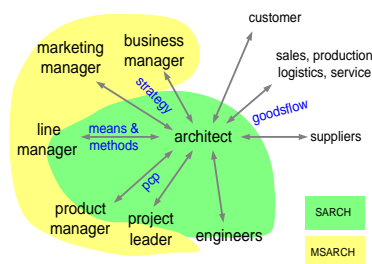 customer
business
manager
marketing
manager
sales, production
logistics, service
strategy
goodsflow
line
manager
means &
methods
architect
suppliers
pcp
product
manager
project
leader
engineers
SARCH
MSARCH